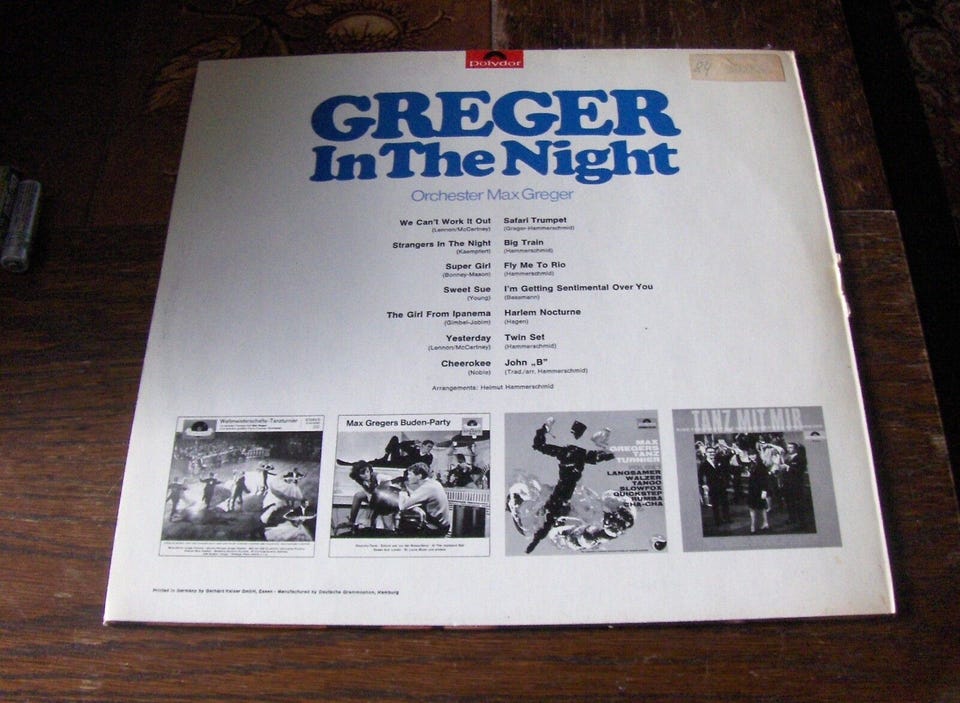 Polydor
84
GREGER
In The Night
Orchester Max Greger
We Can't Work It Out
(Lennon/McCartney)
Strangers In The Night
(Kaempfert)
Super Girl
(Bonney-Mason)
Sweet Sue
(Young)
The Girl From Ipanema
(Gimbel-Jobim)
Yesterday
(Lennon/McCartney)
Cheerokee
(Noble)
Safari Trumpet
(Greger-Hammerschmid)
Big Train
(Hammerschmid)
Fly Me To Rio
(Hammerschmid)
I'm Getting Sentimental Over You
(Bassmann)
Harlem Nocturne
(Hagen)
Twin Set
(Hammerschmid)
John „B"
(Trad./arr. Hammerschmid)
Arrangements: Helmut Hammerschmid
Weltmeisterschafts-Tanzturnier
Max Gregers Buden-Party
MAX
GREGERS
TANZ
TURNIER
LANGSAMER
WALZER
TANGO
SLOWFOX
QUICKSTEP
RUMBA
CHA-CHA
TANZ MIT MIR
Printed in Germany by Gerhard Kaiser GmbH, Essen · Manufactured by Deutsche Grammophon, Hamburg